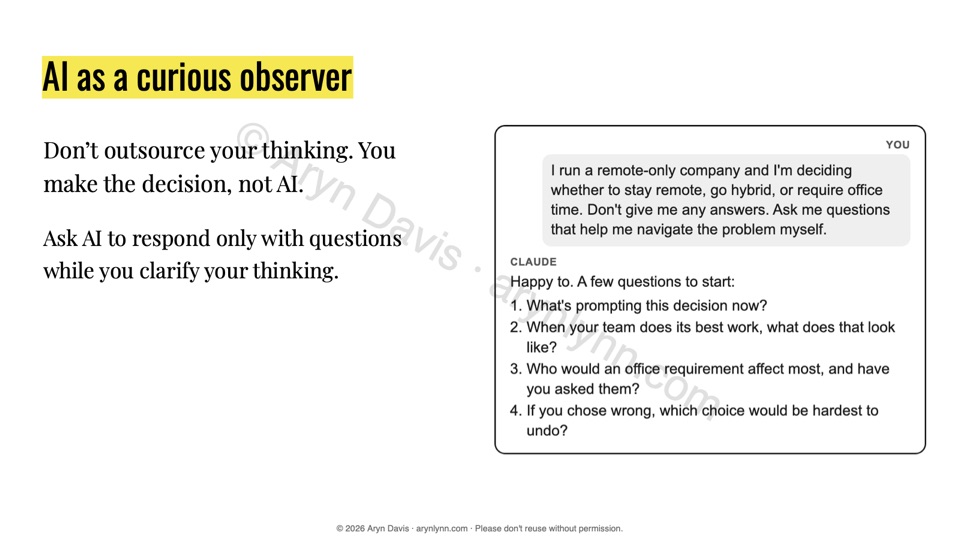 AI as a curious observer
Don’t outsource your thinking. You
make the decision, not AI.
Ask AI to respond only with questions
while you clarify your thinking.
YOU
I run a remote-only company and I'm deciding
whether to stay remote, go hybrid, or require office
time. Don't give me any answers. Ask me questions
that help me navigate the problem myself.
CLAUDE
Happy to. A few questions to start:
1. What's prompting this decision now?
2. When your team does its best work, what does that look
like?
3. Who would an office requirement affect most, and have
you asked them?
4. If you chose wrong, which choice would be hardest to
undo?
© Aryn Davis · arynlynn.com
© 2026 Aryn Davis · arynlynn.com · Please don't reuse without permission.